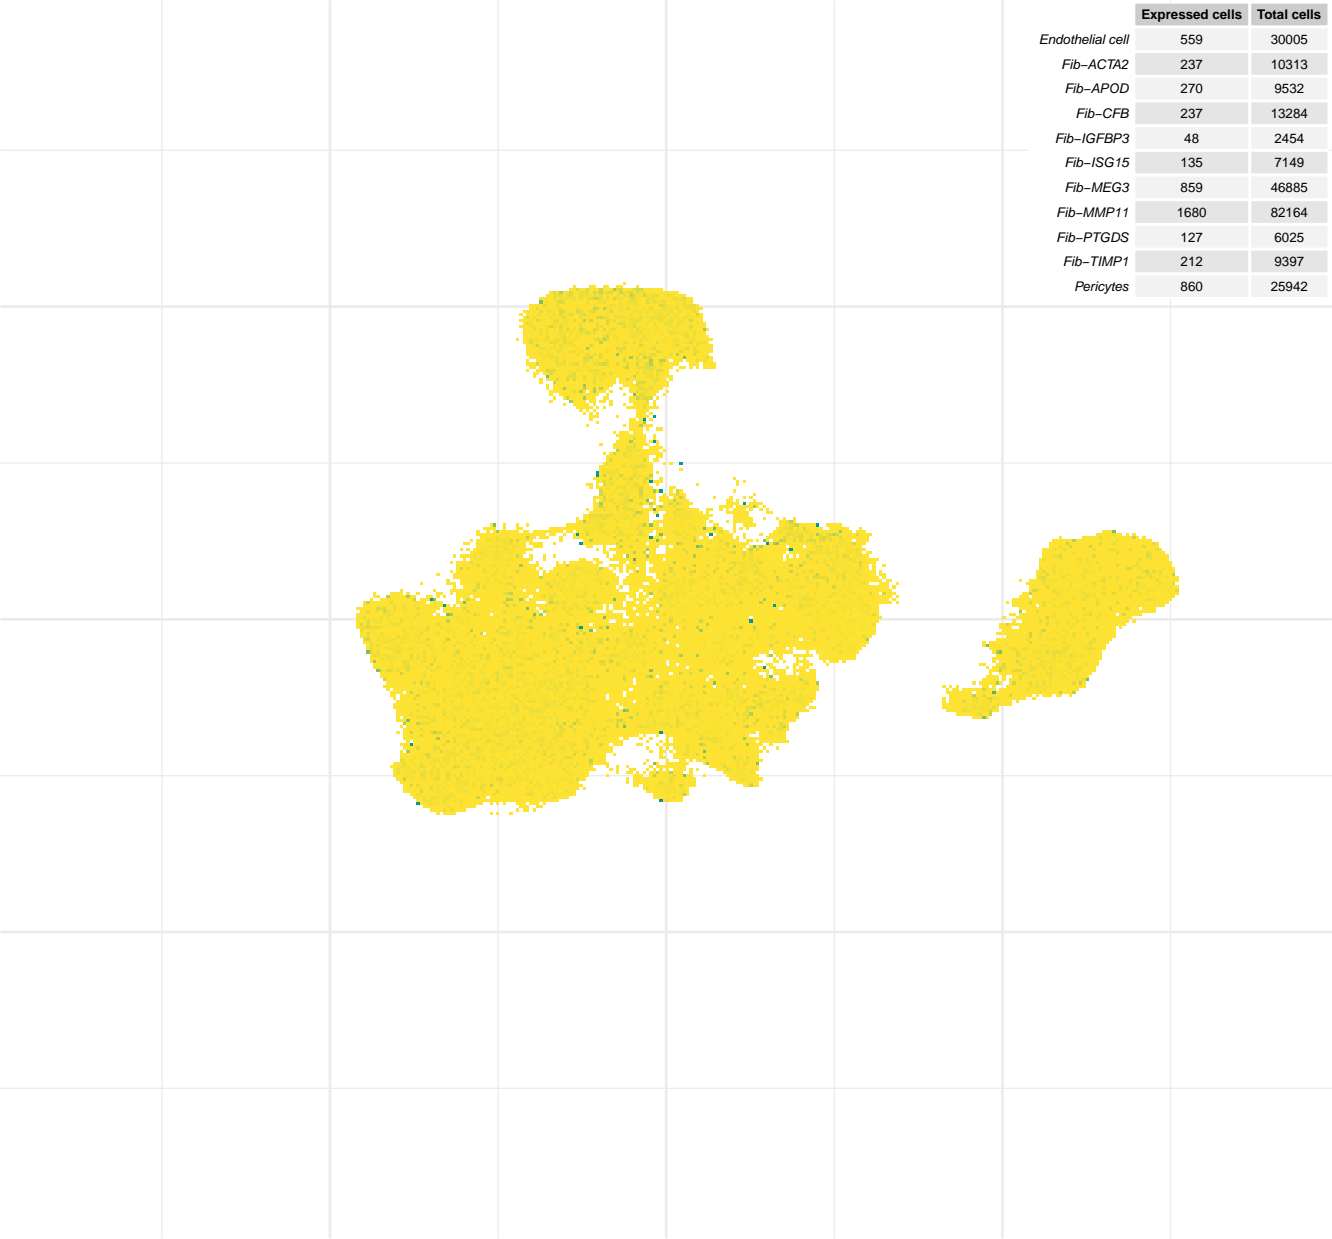 Expressed cells Total cells
Endothelial cell 559 30005
Fib−ACTA2 237 10313
Fib−APOD 270 9532
Fib−CFB 237 13284
Fib−IGFBP3 48 2454
Fib−ISG15 135 7149
Fib−MEG3 859 46885
Fib−MMP11 1680 82164
Fib−PTGDS 127 6025
Fib−TIMP1 212 9397
Pericytes 860 25942